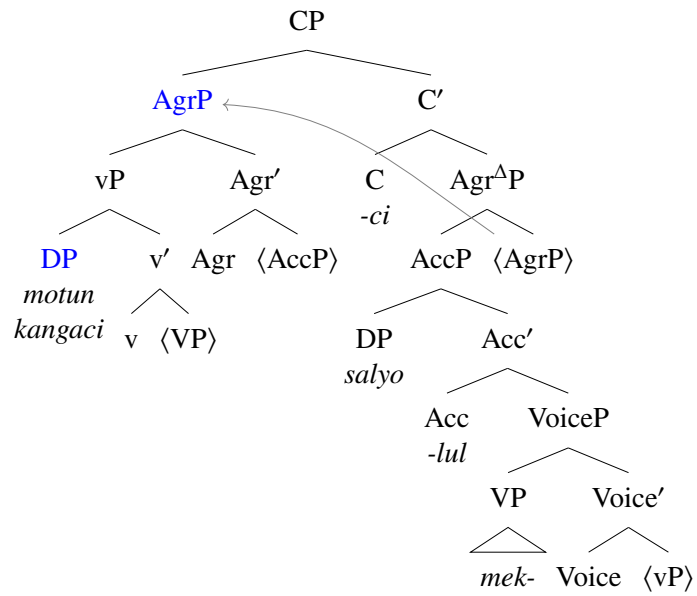 CP
AgrP C′
vP Agr′ C Agr^ΔP
-ci
DP v′ Agr ⟨AccP⟩ AccP ⟨AgrP⟩
motun
kangaci v ⟨VP⟩ DP Acc′
salyo
Acc VoiceP
-lul
VP Voice′
mek- Voice ⟨vP⟩